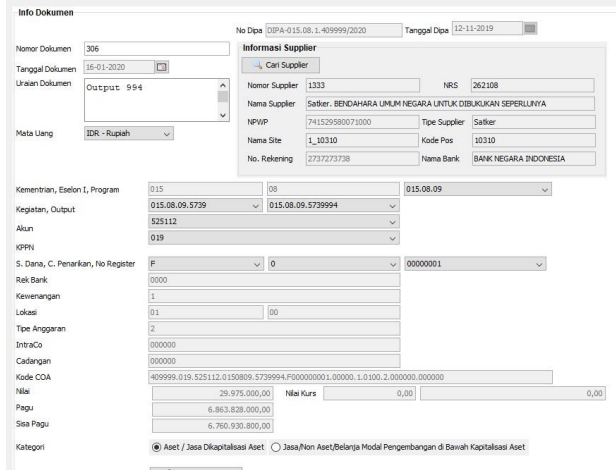 Info Dokumen
No Dipa DIPA-015.08.1.409999/2020 Tanggal Dipa 12-11-2019
Nomor Dokumen 306
Tanggal Dokumen 16-01-2020
Uraian Dokumen Output 994
Mata Uang IDR - Rupiah
Informasi Supplier
Cari Supplier
Nomor Supplier 1333 NRS 262108
Nama Supplier Satker. BENDAHARA UMUM NEGARA UNTUK DIBUKUKAN SEPERLUNYA
NPWP 741529580071000 Tipe Supplier Satker
Nama Site 1_10310 Kode Pos 10310
No. Rekening 2737273738 Nama Bank BANK NEGARA INDONESIA
Kementrian, Eselon I, Program 015 08 015.08.09
Kegiatan, Output 015.08.09.5739 015.08.09.5739994
Akun 525112
KPPN 019
S. Dana, C. Penarikan, No Register F 0 00000001
Rek Bank 0000
Kewenangan 1
Lokasi 01 00
Tipe Anggaran 2
IntraCo 000000
Cadangan 000000
Kode COA 409999.019.525112.0150809.5739994.F000000001.00000.1.0100.2.000000.000000
Nilai 29.975.000,00 Nilai Kurs 0,00 0,00
Pagu 6.863.828.000,00
Sisa Pagu 6.760.930.800,00
Kategori Aset / Jasa Dikapitalisasi Aset Jasa/Non Aset/Belanja Modal Pengembangan di Bawah Kapitalisasi Aset